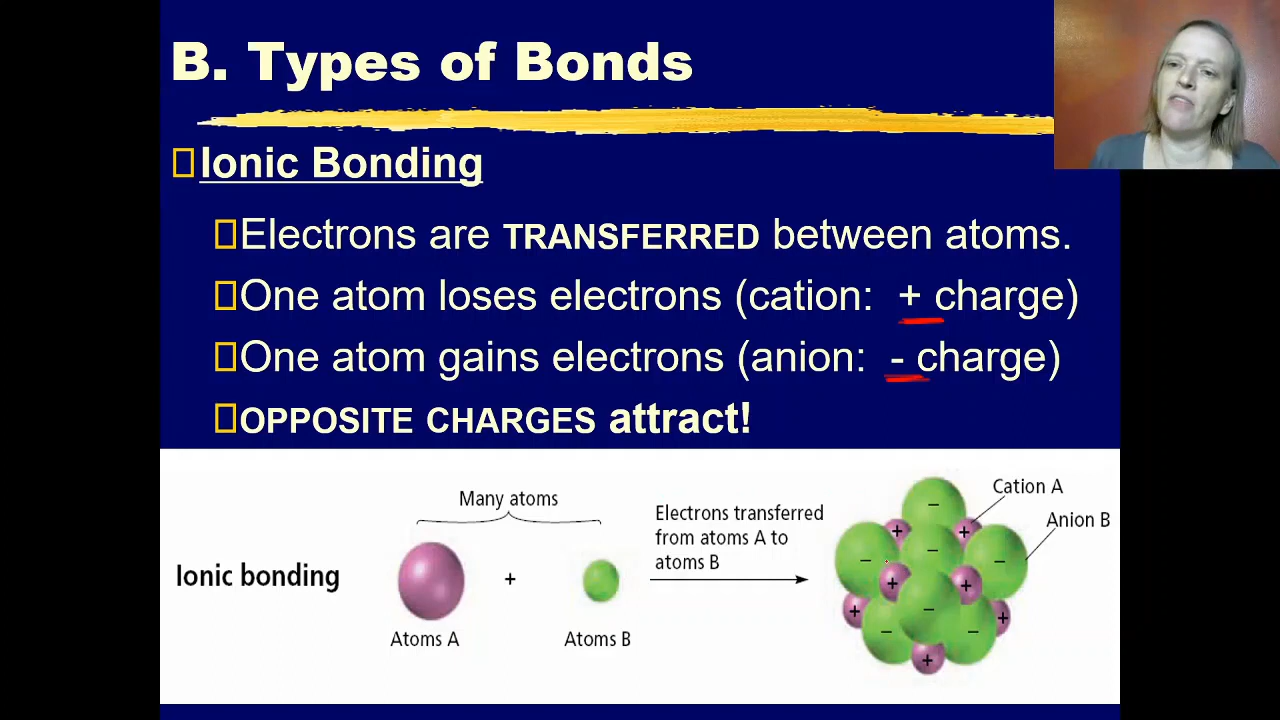 B. Types of Bonds
Ionic Bonding
Electrons are TRANSFERRED between atoms.
One atom loses electrons (cation: + charge)
One atom gains electrons (anion: - charge)
OPPOSITE CHARGES attract!
Many atoms
Ionic bonding
Atoms A
+
Atoms B
Electrons transferred
from atoms A to
atoms B
Cation A
Anion B
−
+
+
−
−
−
+
+
+
−
+
−
−
+